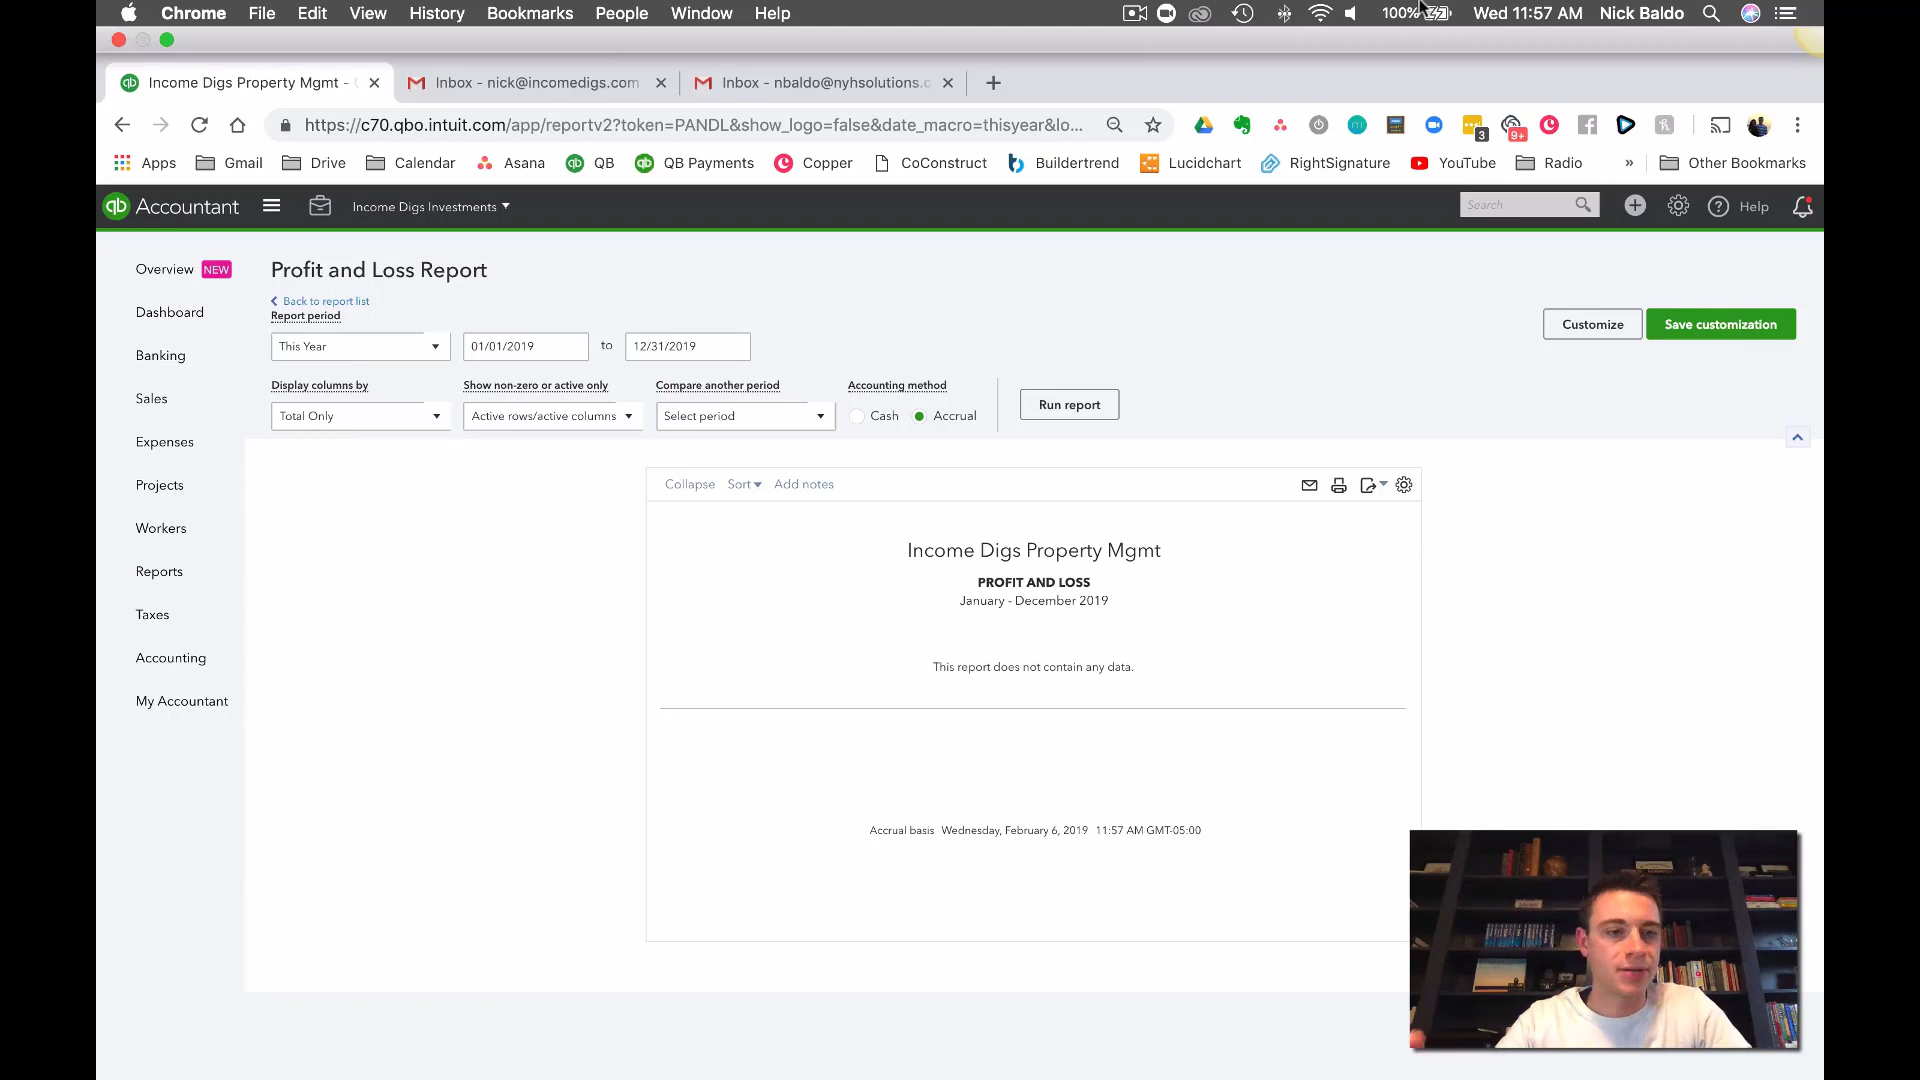 Chrome File Edit View History Bookmarks People Window Help 100% Wed 11:57 AM Nick Baldo
Income Digs Property Mgmt - Inbox - nick@incomedigs.com Inbox - nbaldo@nyhsolutions.c
https://c70.qbo.intuit.com/app/reportv2?token=PANDL&show_logo=false&date_macro=thisyear&lo... 3 9+
Apps Gmail Drive Calendar Asana QB QB Payments Copper CoConstruct Buildertrend Lucidchart RightSignature YouTube Radio » Other Bookmarks
qb Accountant Income Digs Investments Search Help
Overview NEW
Dashboard
Banking
Sales
Expenses
Projects
Workers
Reports
Taxes
Accounting
My Accountant
Profit and Loss Report
Back to report list
Report period
This Year 01/01/2019 to 12/31/2019
Customize Save customization
Display columns by Show non-zero or active only Compare another period Accounting method
Total Only Active rows/active columns Select period Cash Accrual Run report
Collapse Sort Add notes
Income Digs Property Mgmt
PROFIT AND LOSS
January - December 2019
This report does not contain any data.
Accrual basis Wednesday, February 6, 2019 11:57 AM GMT-05:00